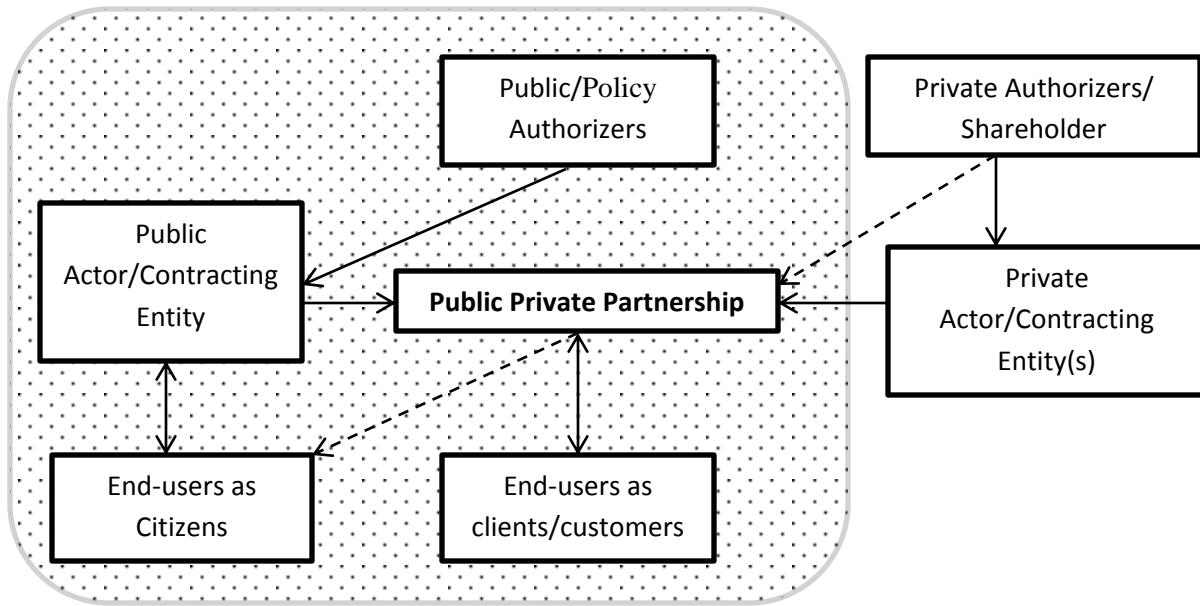 Public/Policy
Authorizers
Private Authorizers/
Shareholder
Public
Actor/Contracting
Entity
Public Private Partnership
Private
Actor/Contracting
Entity(s)
End-users as
Citizens
End-users as
clients/customers